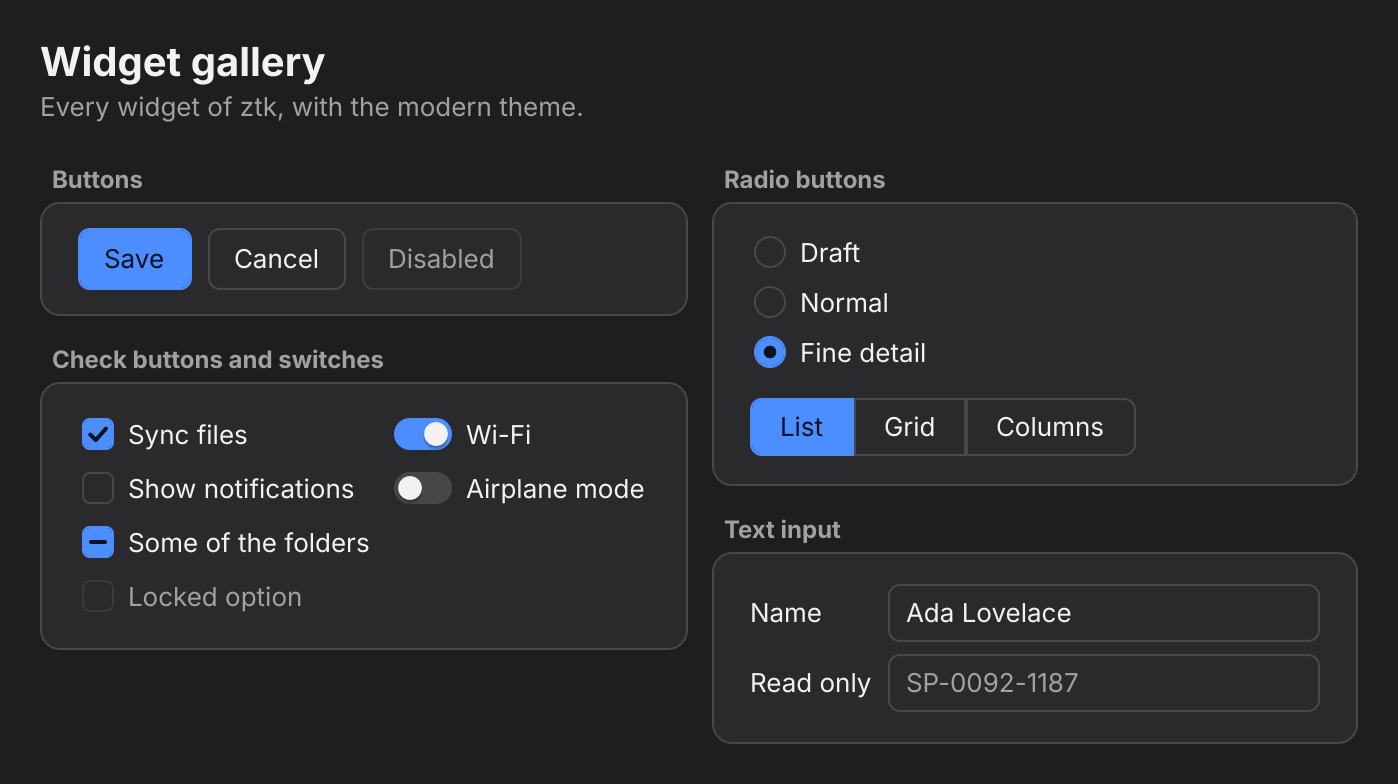 Widget gallery
Every widget of ztk, with the modern theme.
Buttons
Save Cancel Disabled
Check buttons and switches
Sync files Wi-Fi
Show notifications Airplane mode
Some of the folders
Locked option
Radio buttons
Draft
Normal
Fine detail
List Grid Columns
Text input
Name Ada Lovelace
Read only SP-0092-1187